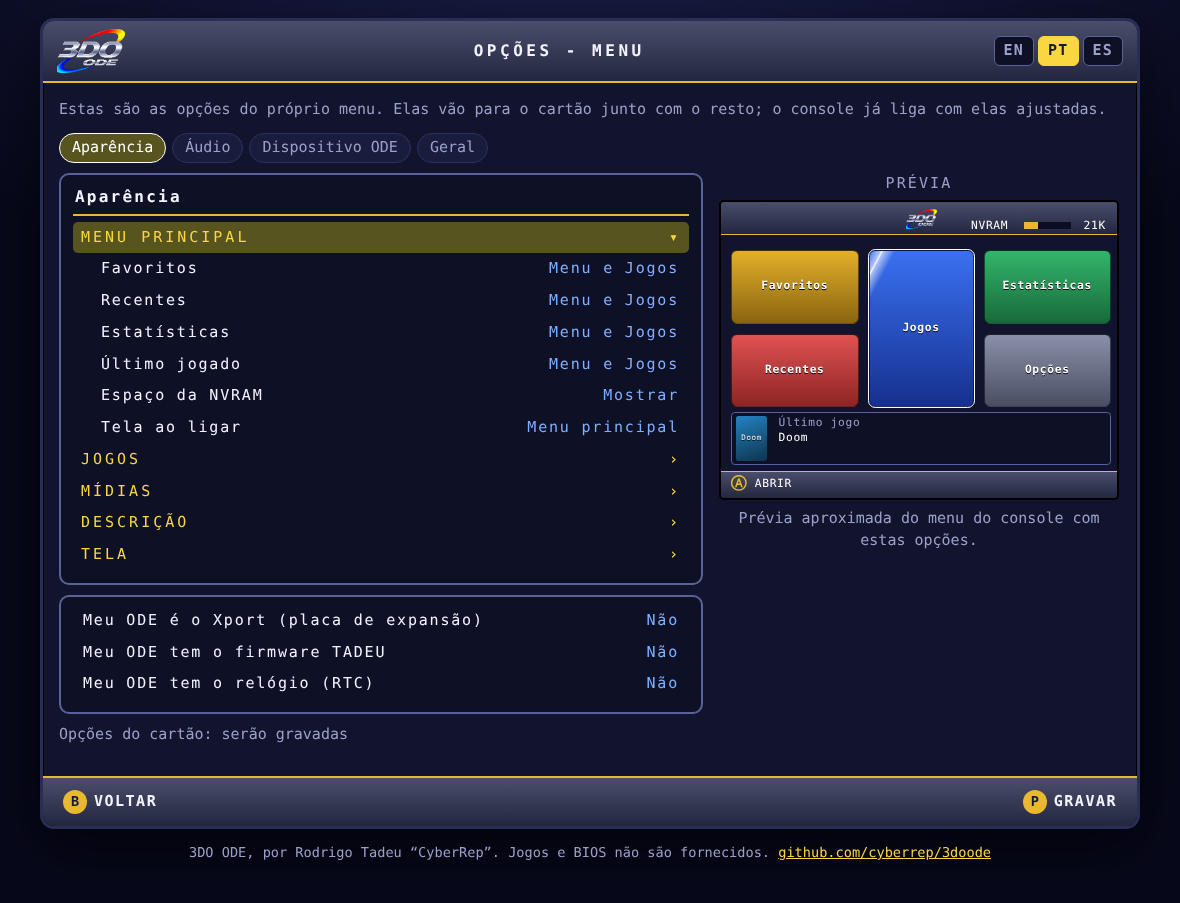 3DO ODE
OPÇÕES - MENU
EN PT ES
Estas são as opções do próprio menu. Elas vão para o cartão junto com o resto; o console já liga com elas ajustadas.
Aparência Áudio Dispositivo ODE Geral
Aparência
MENU PRINCIPAL ▾
Favoritos Menu e Jogos
Recentes Menu e Jogos
Estatísticas Menu e Jogos
Último jogado Menu e Jogos
Espaço da NVRAM Mostrar
Tela ao ligar Menu principal
JOGOS ›
MÍDIAS ›
DESCRIÇÃO ›
TELA ›
Meu ODE é o Xport (placa de expansão) Não
Meu ODE tem o firmware TADEU Não
Meu ODE tem o relógio (RTC) Não
Opções do cartão: serão gravadas
PRÉVIA
3DO
NVRAM 21K
Favoritos
Jogos
Estatísticas
Recentes
Opções
Doom
Último jogo
Doom
A ABRIR
Prévia aproximada do menu do console com
estas opções.
B VOLTAR
P GRAVAR
3DO ODE, por Rodrigo Tadeu “CyberRep”. Jogos e BIOS não são fornecidos. github.com/cyberrep/3doode